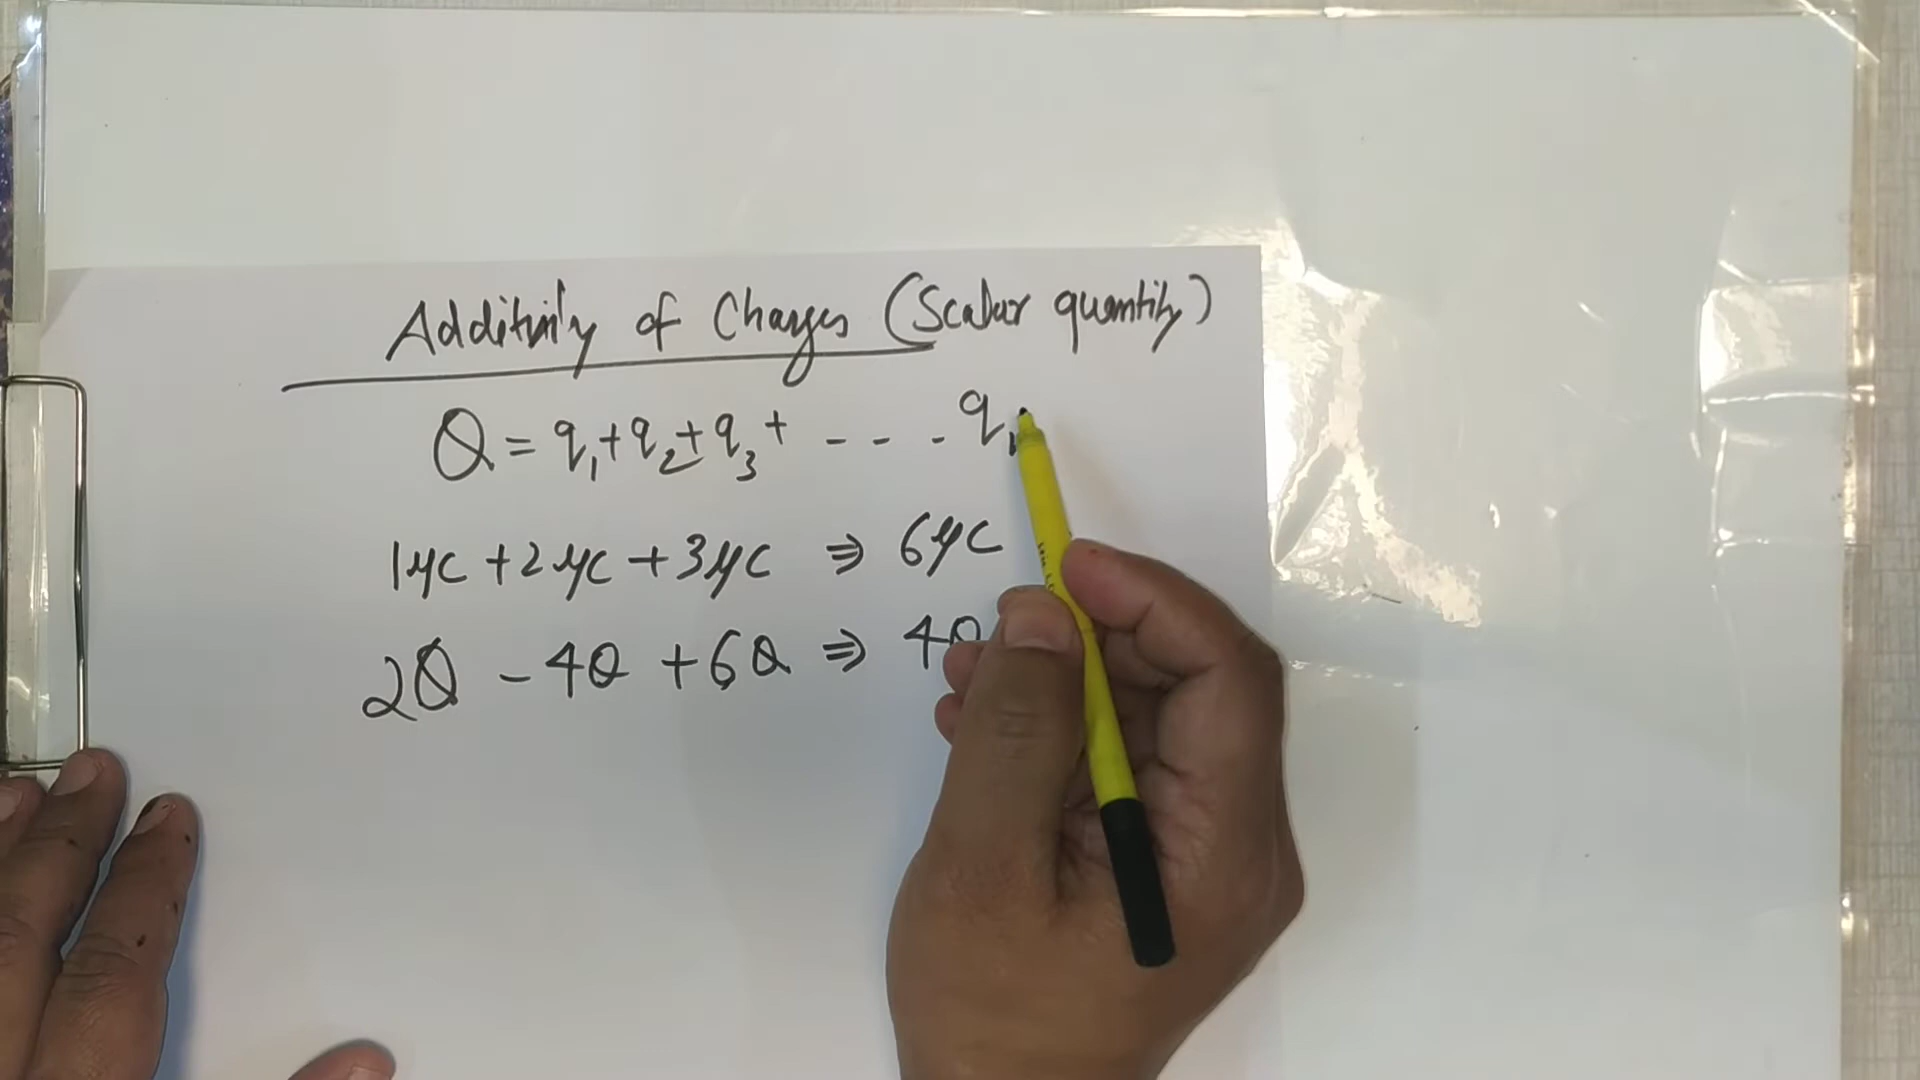 Additivity of Charges (Scalar quantity)
Q = q₁+q₂+q₃+ - - - qₙ
1μc +2μc +3μc ⇒ 6μc
2Q - 4Q +6Q ⇒ 4Q